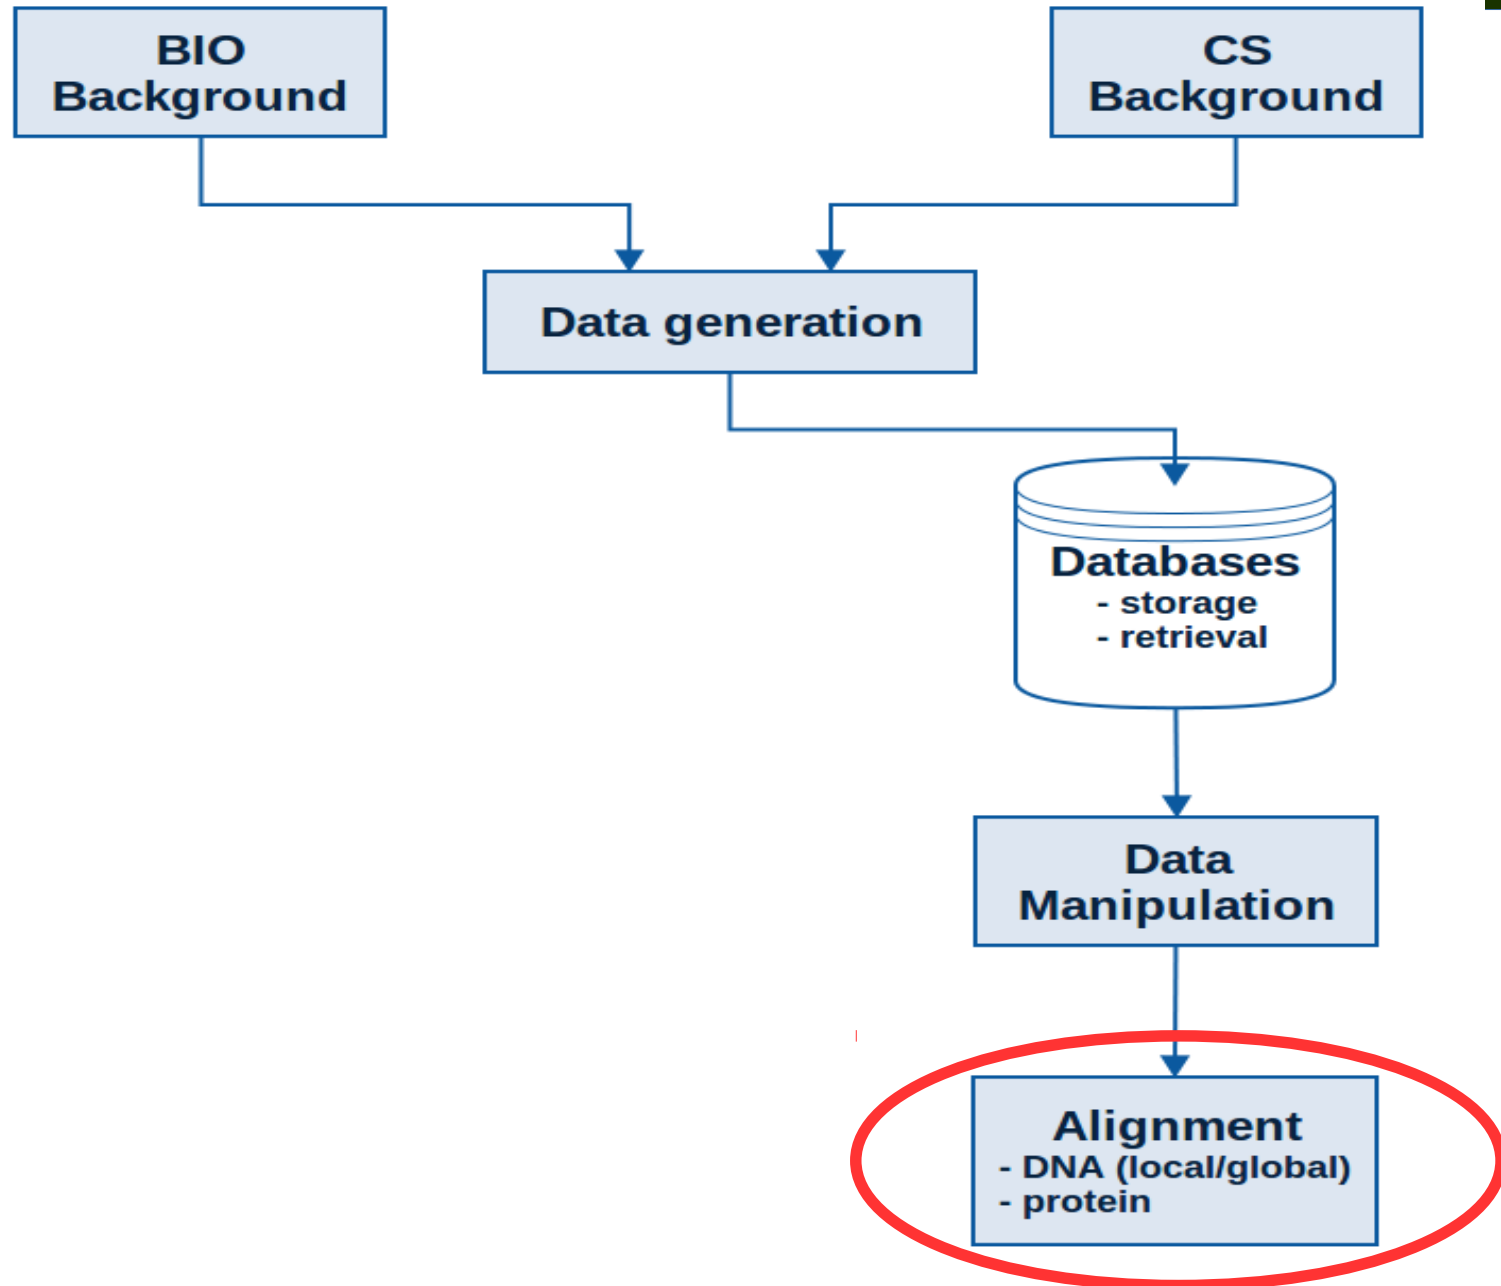 BIO
Background
CS
Background
Data generation
Databases
- storage
- retrieval
Data
Manipulation
Alignment
- DNA (local/global)
- protein